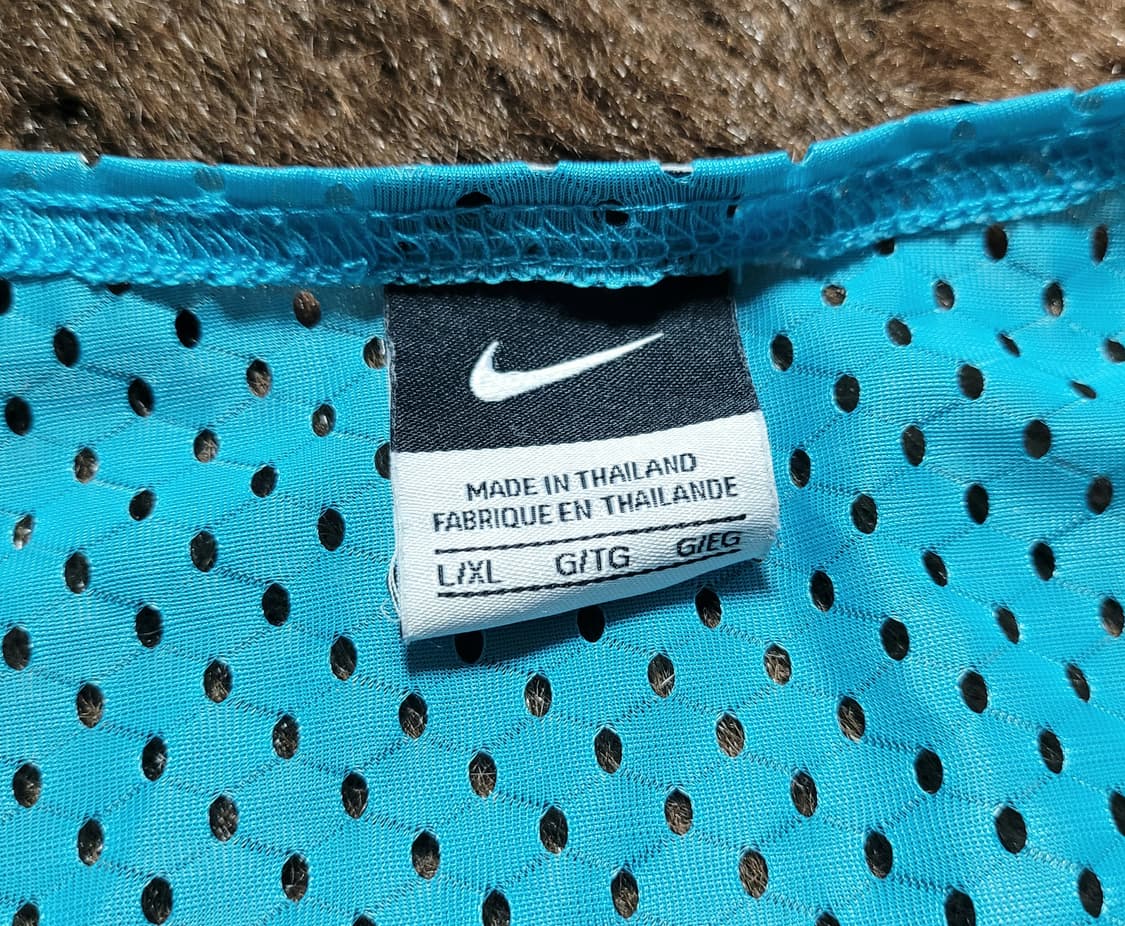 MADE IN THAILAND
FABRIQUE EN THAILANDE
L/XL G/TG G/EG